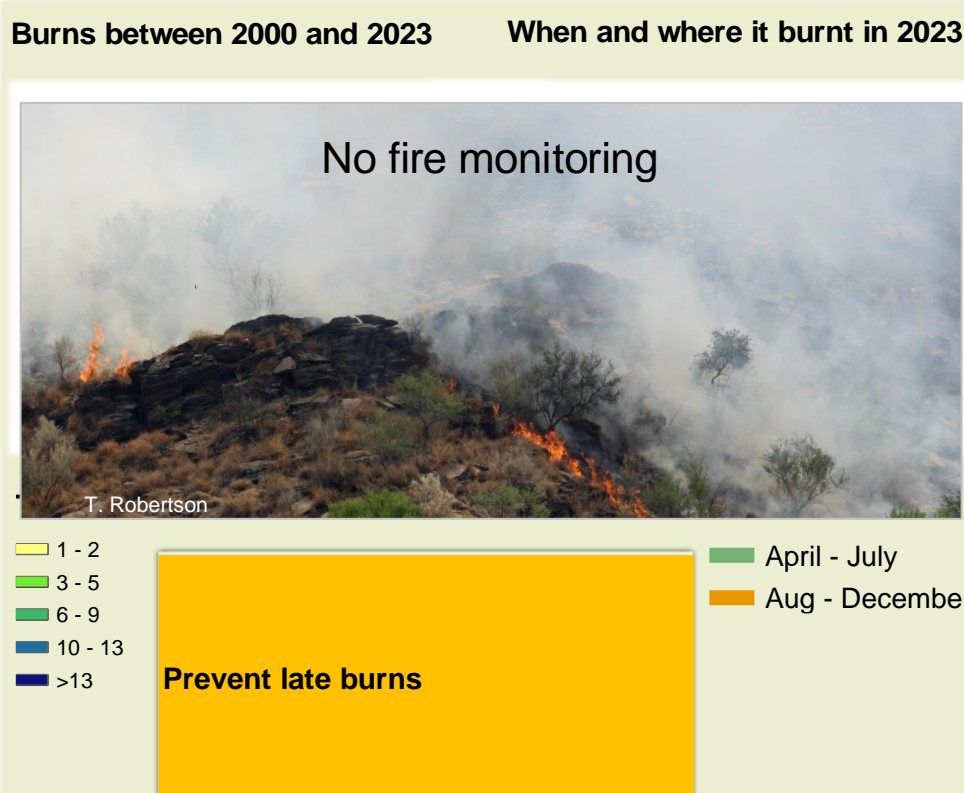 Burns between 2000 and 2023
When and where it burnt in 2023
No fire monitoring
T. Robertson
1 - 2
3 - 5
6 - 9
10 - 13
>13
April - July
Aug - Decembe
Prevent late burns